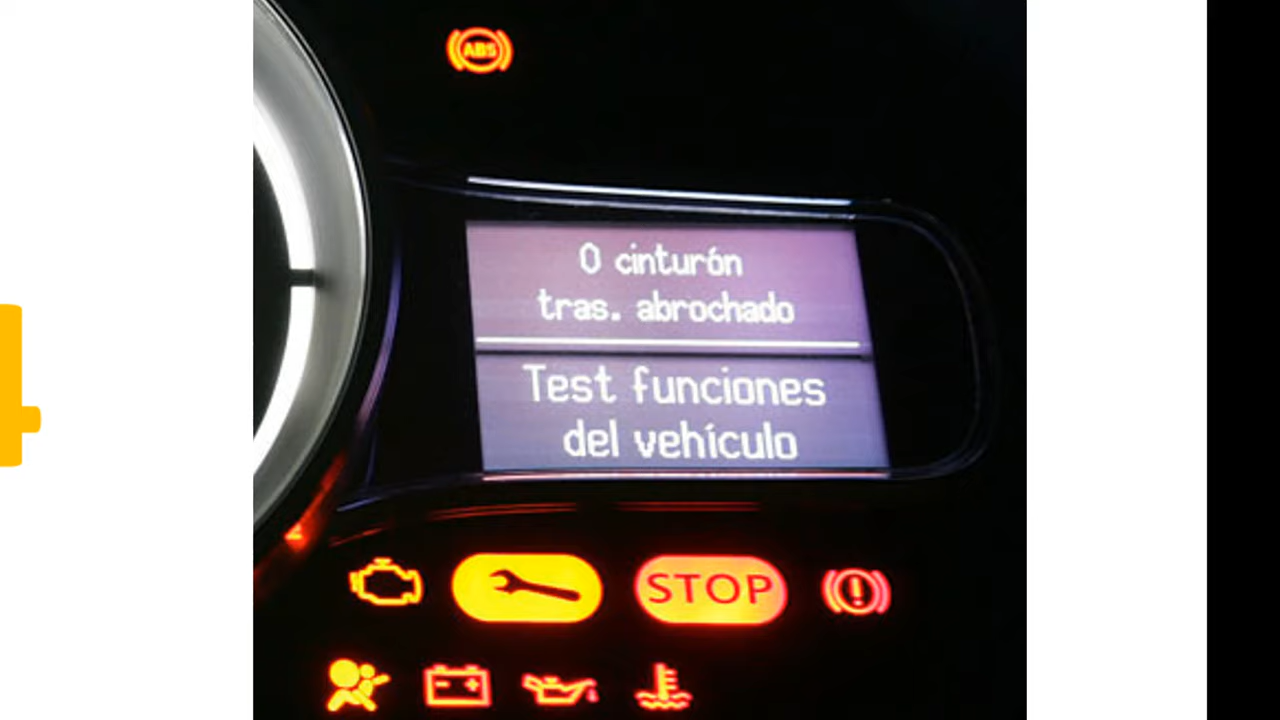 ABS
0 cinturón
tras. abrochado
Test funciones
del vehículo
STOP